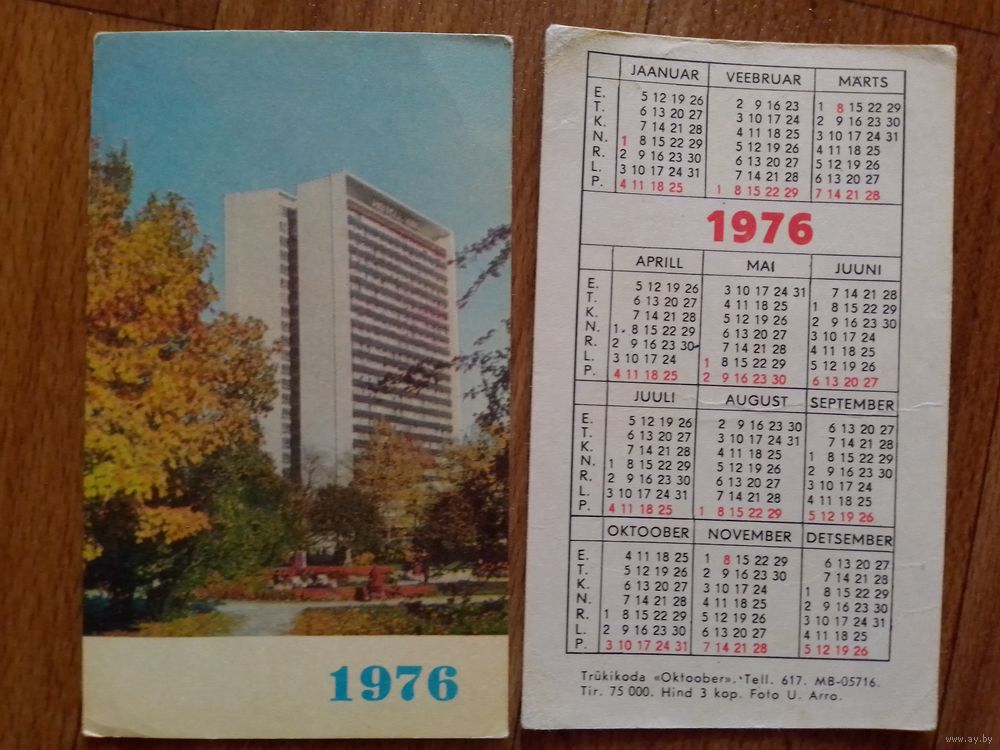 1976
JAANUAR VEEBRUAR MÄRTS
E. 5 12 19 26 2 9 16 23 1 8 15 22 29
T. 6 13 20 27 3 10 17 24 2 9 16 23 30
K. 7 14 21 28 4 11 18 25 3 10 17 24 31
N. 1 8 15 22 29 5 12 19 26 4 11 18 25
R. 2 9 16 23 30 6 13 20 27 5 12 19 26
L. 3 10 17 24 31 7 14 21 28 6 13 20 27
P. 4 11 18 25 1 8 15 22 29 7 14 21 28
1976
APRILL MAI JUUNI
E. 5 12 19 26 3 10 17 24 31 7 14 21 28
T. 6 13 20 27 4 11 18 25 1 8 15 22 29
K. 7 14 21 28 5 12 19 26 2 9 16 23 30
N. 1 8 15 22 29 6 13 20 27 3 10 17 24
R. 2 9 16 23 30 7 14 21 28 4 11 18 25
L. 3 10 17 24 1 8 15 22 29 5 12 19 26
P. 4 11 18 25 2 9 16 23 30 6 13 20 27
JUULI AUGUST SEPTEMBER
E. 5 12 19 26 2 9 16 23 30 6 13 20 27
T. 6 13 20 27 3 10 17 24 31 7 14 21 28
K. 7 14 21 28 4 11 18 25 1 8 15 22 29
N. 1 8 15 22 29 5 12 19 26 2 9 16 23 30
R. 2 9 16 23 30 6 13 20 27 3 10 17 24
L. 3 10 17 24 31 7 14 21 28 4 11 18 25
P. 4 11 18 25 1 8 15 22 29 5 12 19 26
OKTOOBER NOVEMBER DETSEMBER
E. 4 11 18 25 1 8 15 22 29 6 13 20 27
T. 5 12 19 26 2 9 16 23 30 7 14 21 28
K. 6 13 20 27 3 10 17 24 1 8 15 22 29
N. 7 14 21 28 4 11 18 25 2 9 16 23 30
R. 1 8 15 22 29 5 12 19 26 3 10 17 24 31
L. 2 9 16 23 30 6 13 20 27 4 11 18 25
P. 3 10 17 24 31 7 14 21 28 5 12 19 26
Trükikoda «Oktoober». Tell. 617. MB-05716.
Tir. 75 000. Hind 3 kop. Foto U. Arro.
www.ay.by